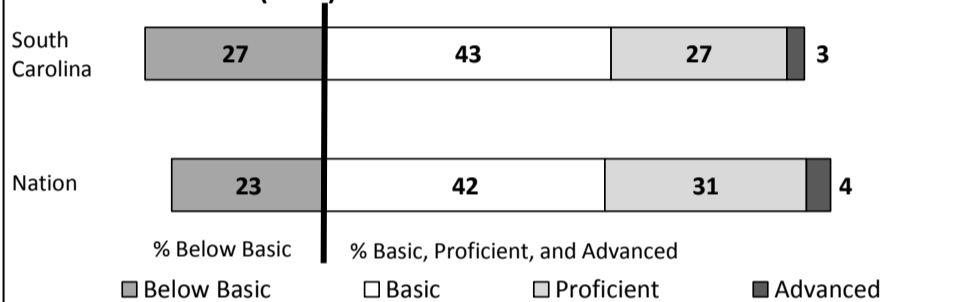 South
Carolina
27
43
27
3
Nation
23
42
31
4
% Below Basic
% Basic, Proficient, and Advanced
Below Basic
Basic
Proficient
Advanced